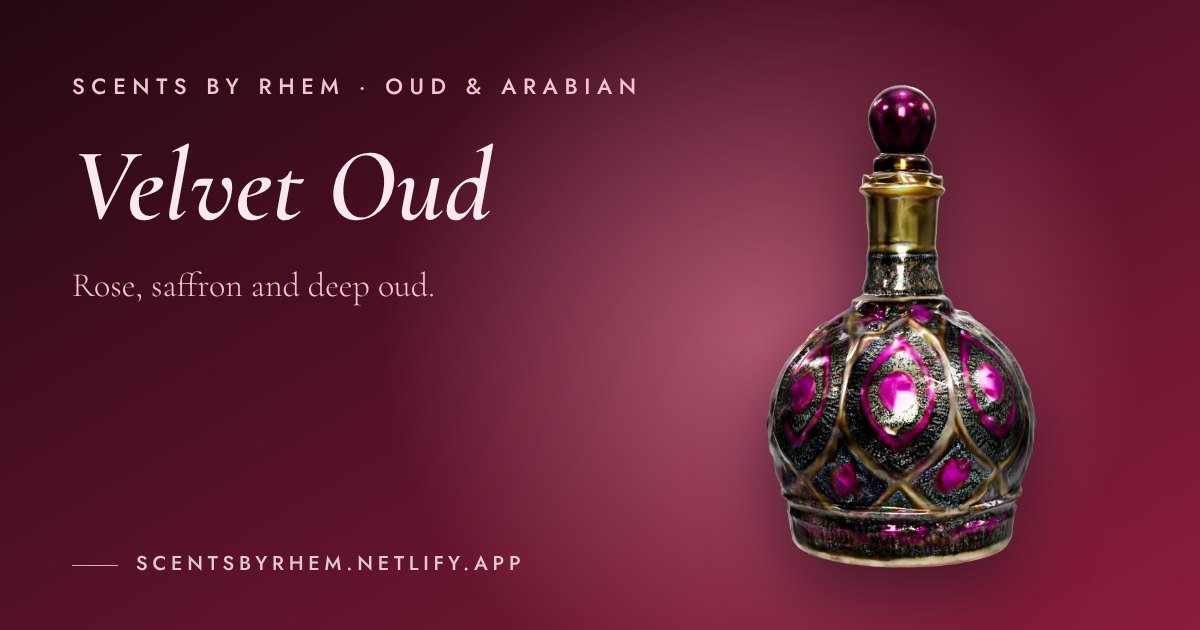 SCENTS BY RHEM · OUD & ARABIAN
Velvet Oud
Rose, saffron and deep oud.
SCENTSBYRHEM.NETLIFY.APP